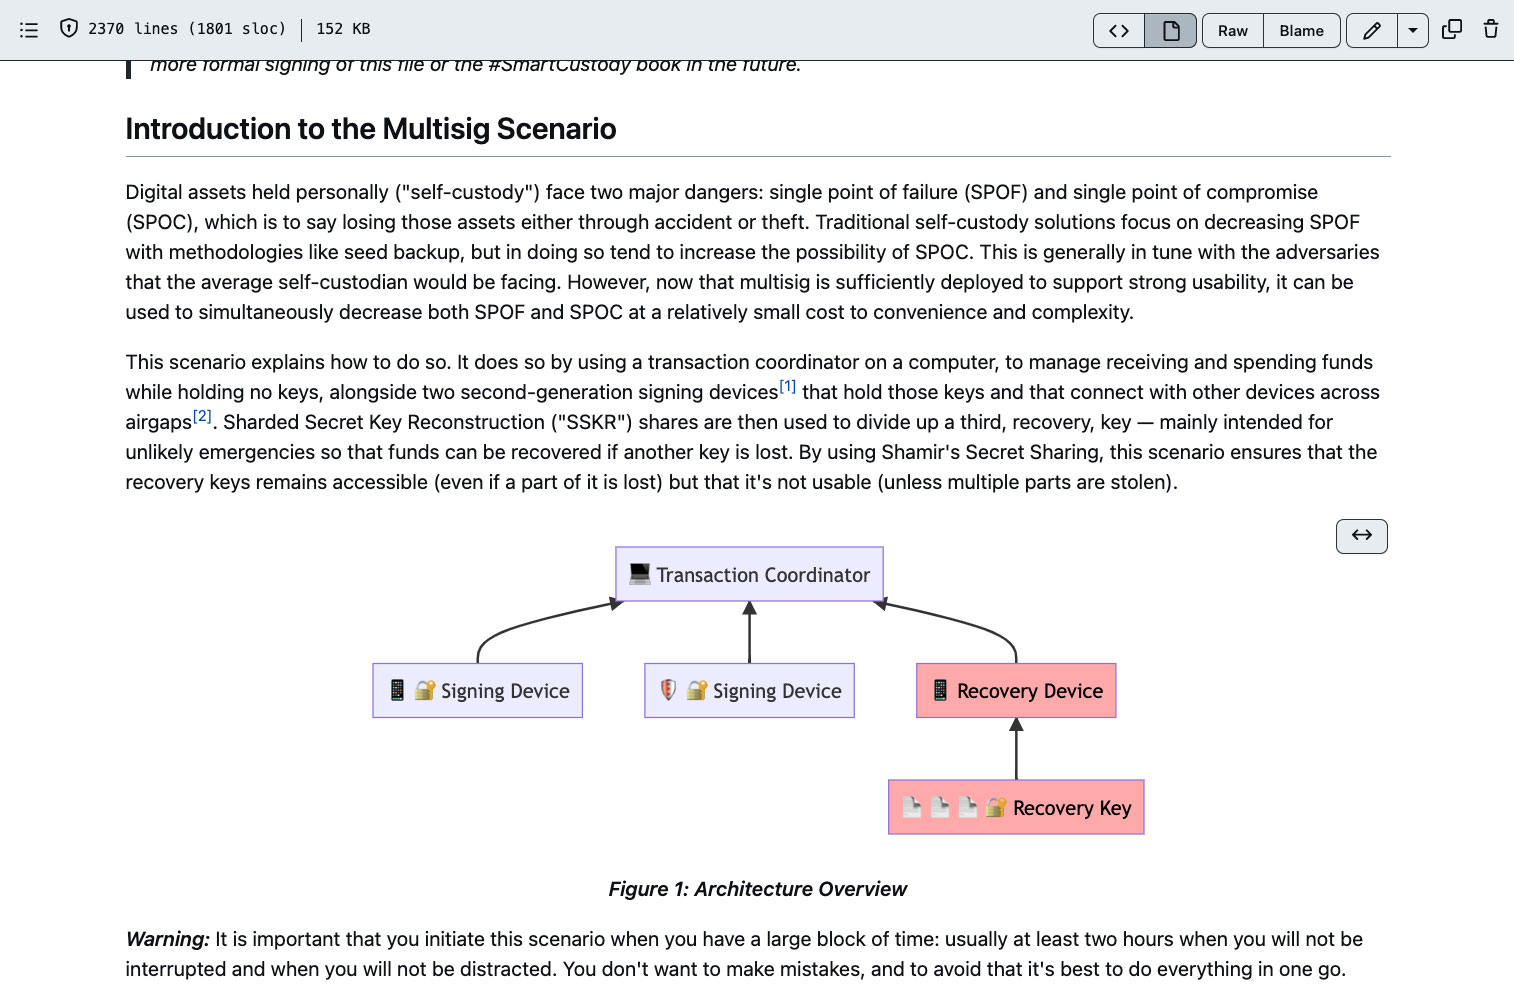 2370 lines (1801 sloc) 152 KB Raw Blame
more formal signing of this file or the #SmartCustody book in the future.
Introduction to the Multisig Scenario
Digital assets held personally ("self-custody") face two major dangers: single point of failure (SPOF) and single point of compromise
(SPOC), which is to say losing those assets either through accident or theft. Traditional self-custody solutions focus on decreasing SPOF
with methodologies like seed backup, but in doing so tend to increase the possibility of SPOC. This is generally in tune with the adversaries
that the average self-custodian would be facing. However, now that multisig is sufficiently deployed to support strong usability, it can be
used to simultaneously decrease both SPOF and SPOC at a relatively small cost to convenience and complexity.
This scenario explains how to do so. It does so by using a transaction coordinator on a computer, to manage receiving and spending funds
while holding no keys, alongside two second-generation signing devices[1] that hold those keys and that connect with other devices across
airgaps[2]. Sharded Secret Key Reconstruction ("SSKR") shares are then used to divide up a third, recovery, key — mainly intended for
unlikely emergencies so that funds can be recovered if another key is lost. By using Shamir's Secret Sharing, this scenario ensures that the
recovery keys remains accessible (even if a part of it is lost) but that it's not usable (unless multiple parts are stolen).
Transaction Coordinator
Signing Device
Signing Device
Recovery Device
Recovery Key
Figure 1: Architecture Overview
Warning: It is important that you initiate this scenario when you have a large block of time: usually at least two hours when you will not be
interrupted and when you will not be distracted. You don't want to make mistakes, and to avoid that it's best to do everything in one go.